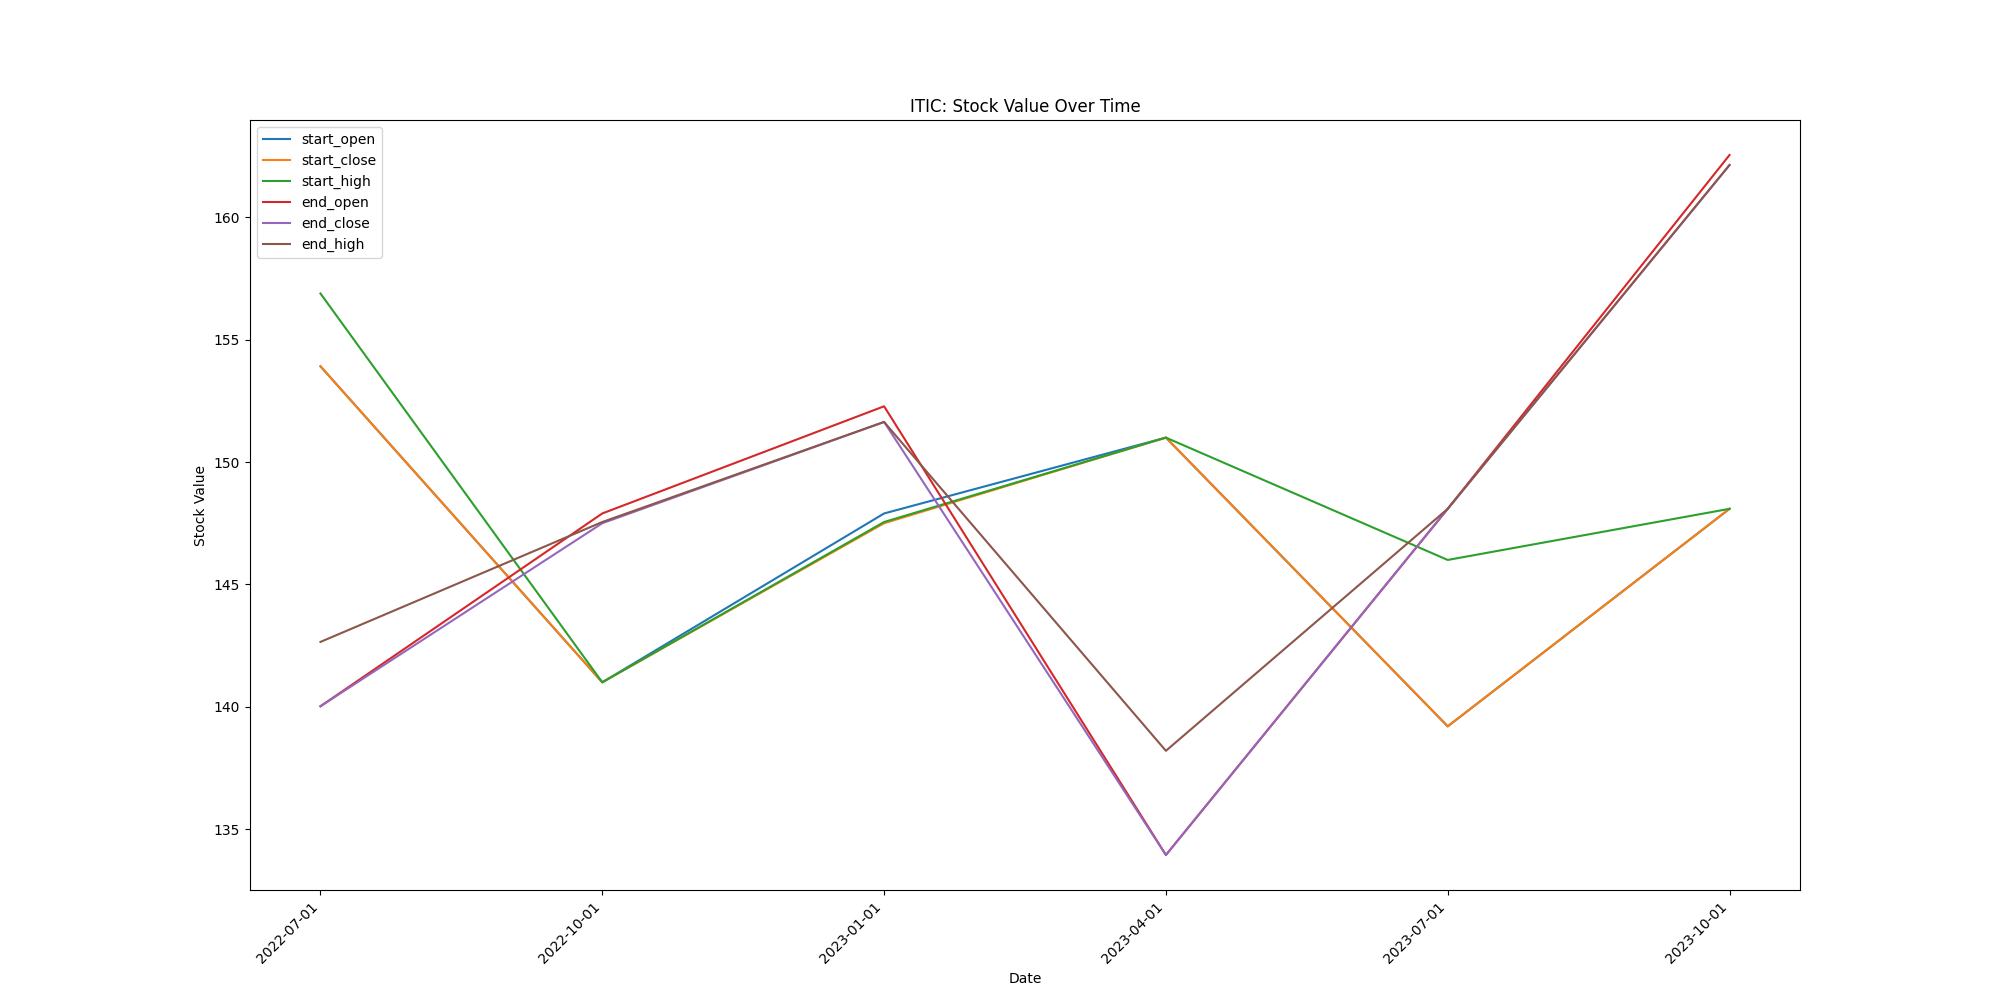 ITIC: Stock Value Over Time
start_open
start_close
start_high
end_open
end_close
end_high
Stock Value
160
155
150
145
140
135
2022-07-01
2022-10-01
2023-01-01
2023-04-01
2023-07-01
2023-10-01
Date